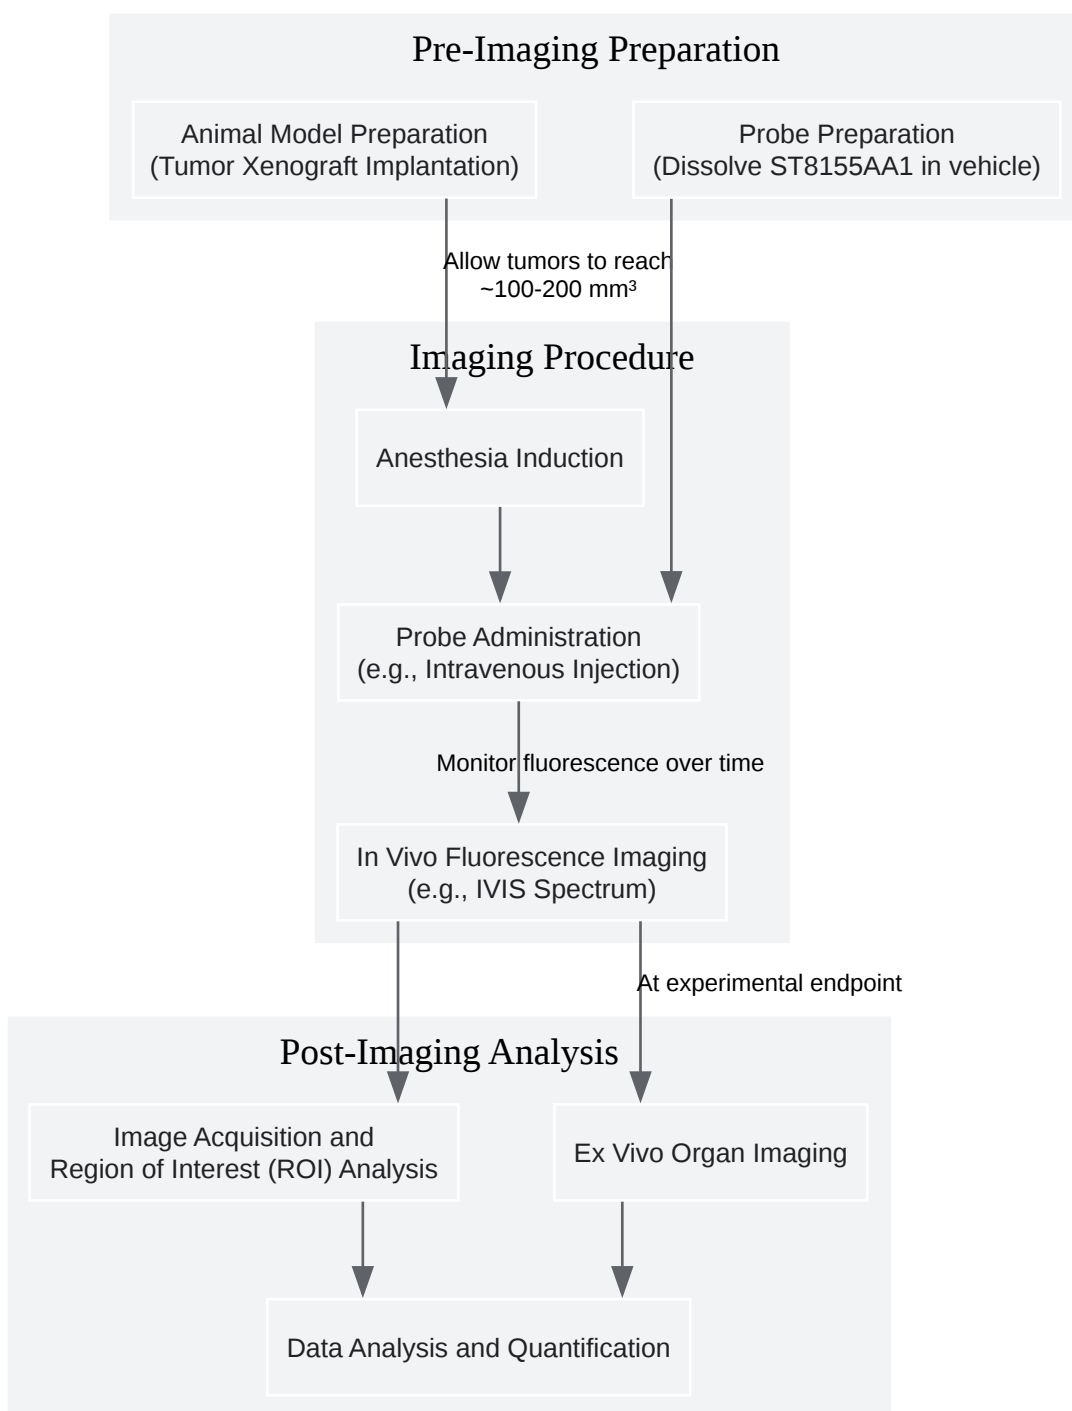 Pre-Imaging Preparation
Animal Model Preparation
(Tumor Xenograft Implantation)
Probe Preparation
(Dissolve ST8155AA1 in vehicle)
Allow tumors to reach
~100-200 mm³
Imaging Procedure
Anesthesia Induction
Probe Administration
(e.g., Intravenous Injection)
Monitor fluorescence over time
In Vivo Fluorescence Imaging
(e.g., IVIS Spectrum)
At experimental endpoint
Post-Imaging Analysis
Image Acquisition and
Region of Interest (ROI) Analysis
Ex Vivo Organ Imaging
Data Analysis and Quantification